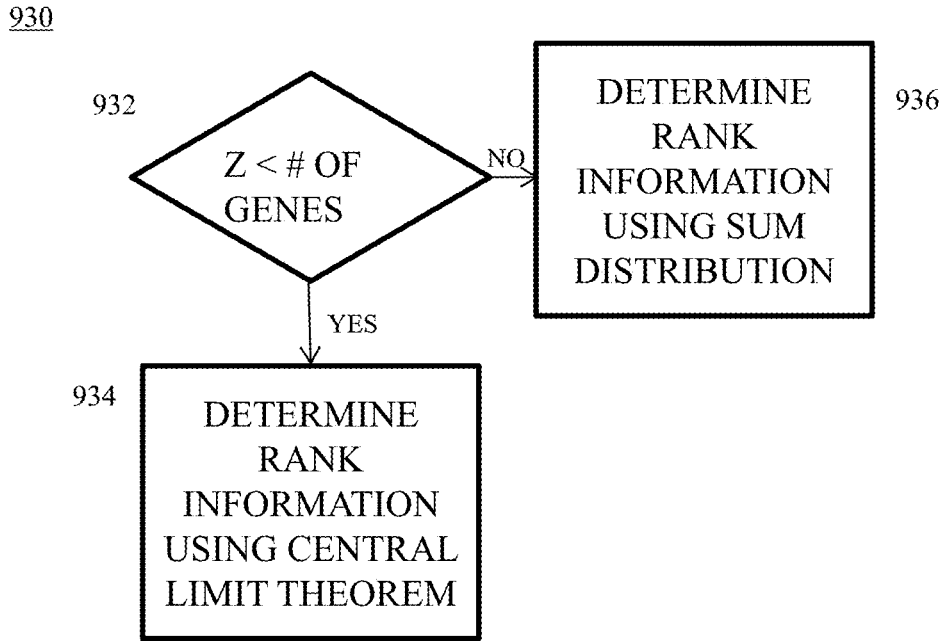 930
932
Z < # OF
GENES
NO
DETERMINE
RANK
INFORMATION
USING SUM
DISTRIBUTION
936
YES
934
DETERMINE
RANK
INFORMATION
USING CENTRAL
LIMIT THEOREM